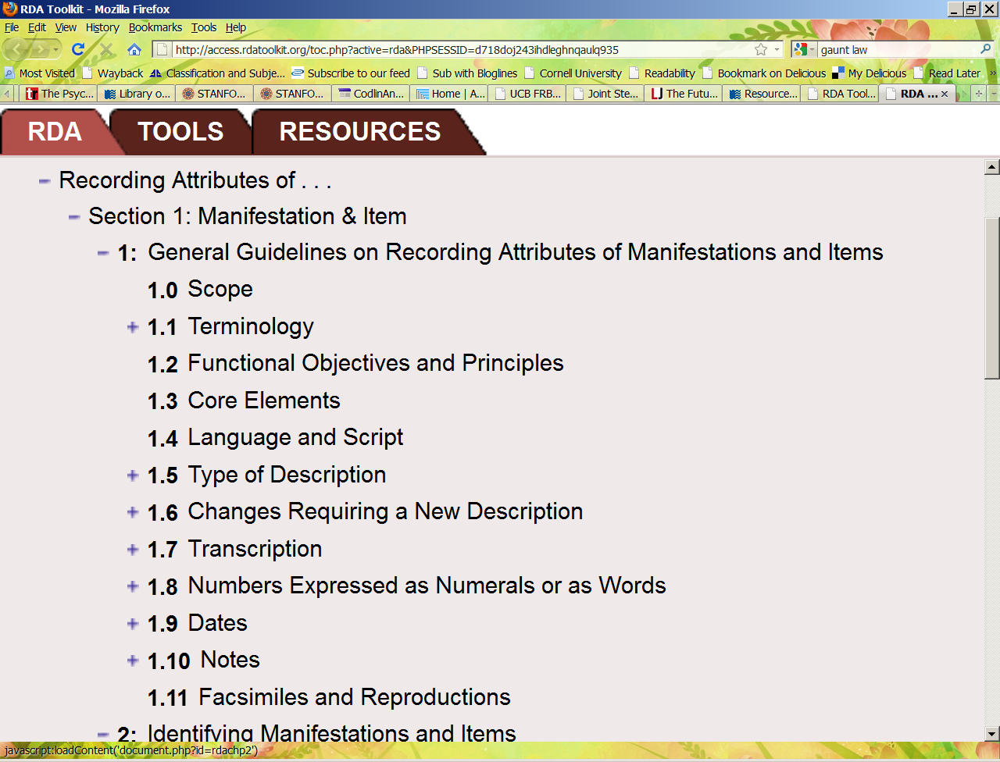 RDA Toolkit - Mozilla Firefox
File Edit View History Bookmarks Tools Help
http://access.rdatoolkit.org/toc.php?active=rda&PHPSESSID=d718doj243ihdleghnqaulq935 gaunt law
Most Visited Wayback Classification and Subje... Subscribe to our feed Sub with Bloglines Cornell University Readability Bookmark on Delicious My Delicious Read Later »
tr The Psyc... Library o... STANFO... STANFO... CodlinAn... Home | A... UCB FRB... Joint Ste... LJ The Futu... Resource... RDA Tool... RDA ...
RDA TOOLS RESOURCES
Recording Attributes of . . .
Section 1: Manifestation & Item
1: General Guidelines on Recording Attributes of Manifestations and Items
1.0 Scope
1.1 Terminology
1.2 Functional Objectives and Principles
1.3 Core Elements
1.4 Language and Script
1.5 Type of Description
1.6 Changes Requiring a New Description
1.7 Transcription
1.8 Numbers Expressed as Numerals or as Words
1.9 Dates
1.10 Notes
1.11 Facsimiles and Reproductions
2: Identifying Manifestations and Items
javascript:loadContent('document.php?id=rdachp2')